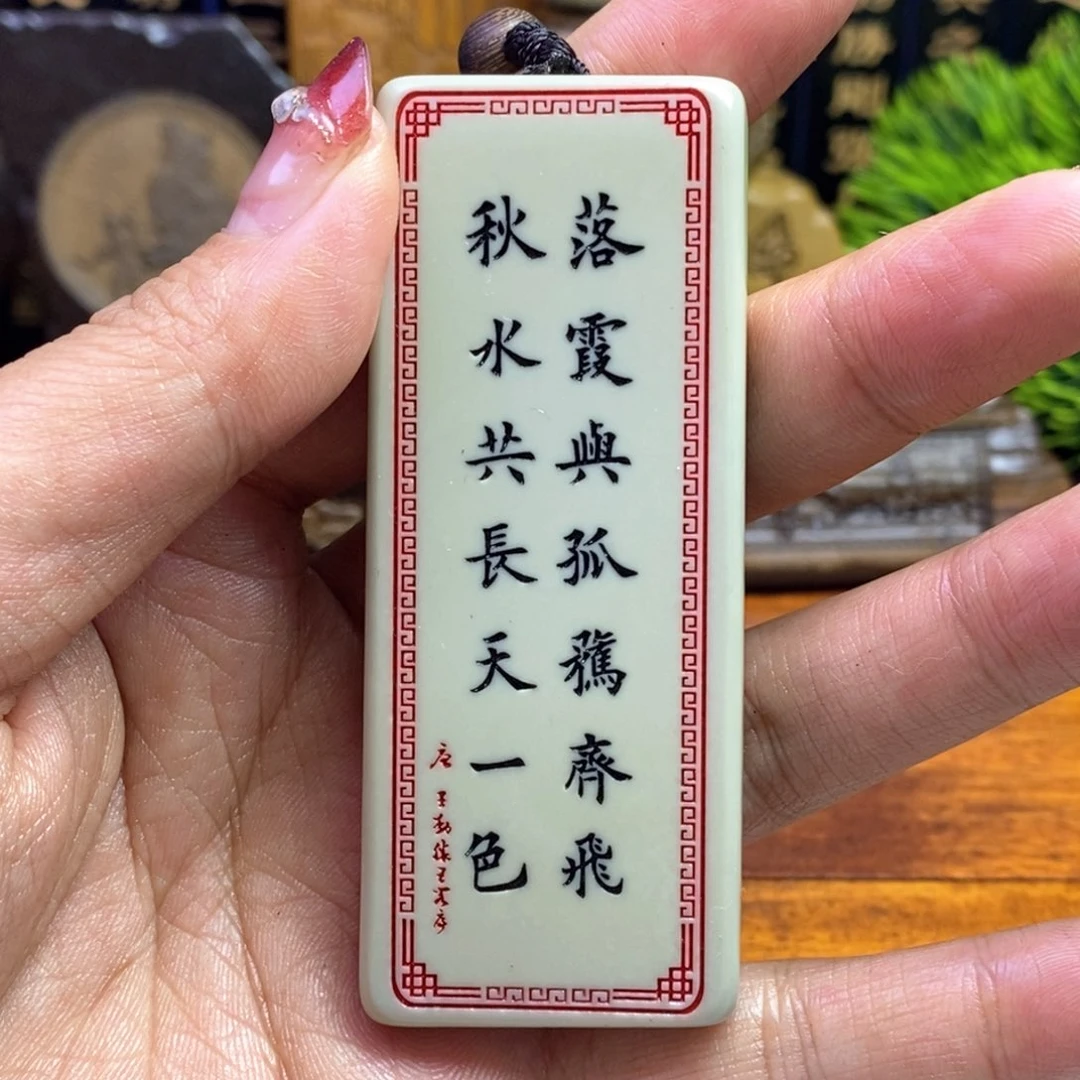 落霞與孤鶩齊飛
秋水共長天一色
唐 王勃滕王客序